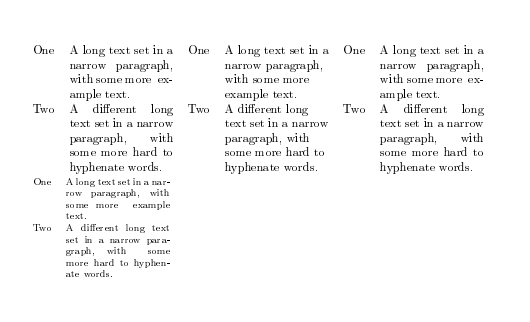 One A long text set in a
narrow paragraph,
with some more ex-
ample text.
Two A different long
text set in a narrow
paragraph, with
some more hard to
hyphenate words.
One A long text set in a
narrow paragraph,
with some more
example text.
Two A different long
text set in a narrow
paragraph, with
some more hard to
hyphenate words.
One A long text set in a
narrow paragraph,
with some more ex-
ample text.
Two A different long
text set in a narrow
paragraph, with
some more hard to
hyphenate words.
One A long text set in a nar-
row paragraph, with
some more example
text.
Two A different long text
set in a narrow para-
graph, with some
more hard to hyphen-
ate words.